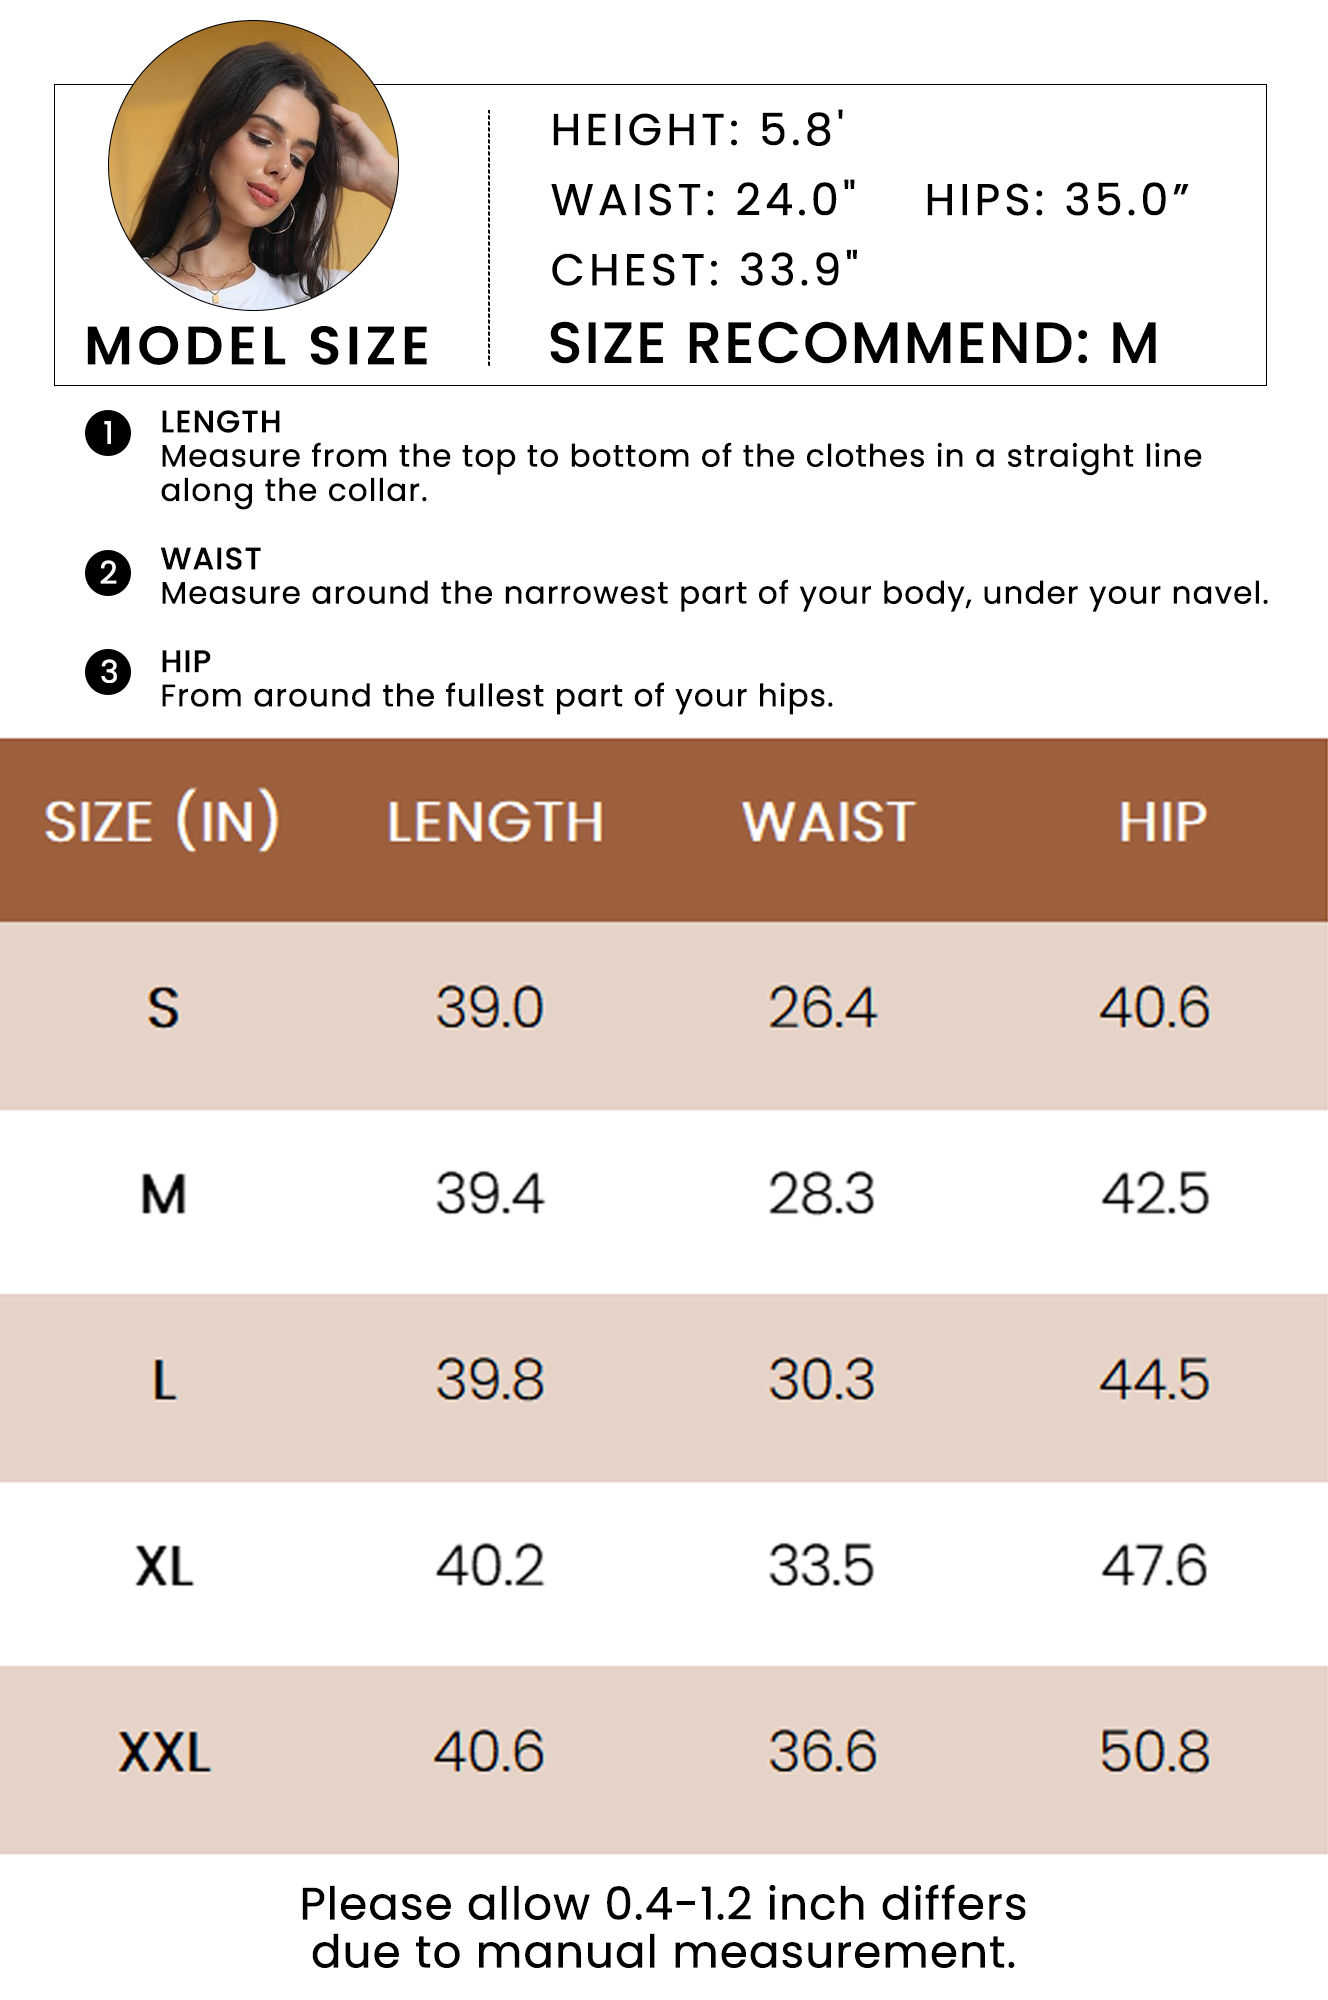 HEIGHT: 5.8'
WAIST: 24.0" HIPS: 35.0”
CHEST: 33.9"
MODEL SIZE
SIZE RECOMMEND: M
1 LENGTH
Measure from the top to bottom of the clothes in a straight line
along the collar.
2 WAIST
Measure around the narrowest part of your body, under your navel.
3 HIP
From around the fullest part of your hips.
SIZE (IN) LENGTH WAIST HIP
S 39.0 26.4 40.6
M 39.4 28.3 42.5
L 39.8 30.3 44.5
XL 40.2 33.5 47.6
XXL 40.6 36.6 50.8
Please allow 0.4-1.2 inch differs
due to manual measurement.